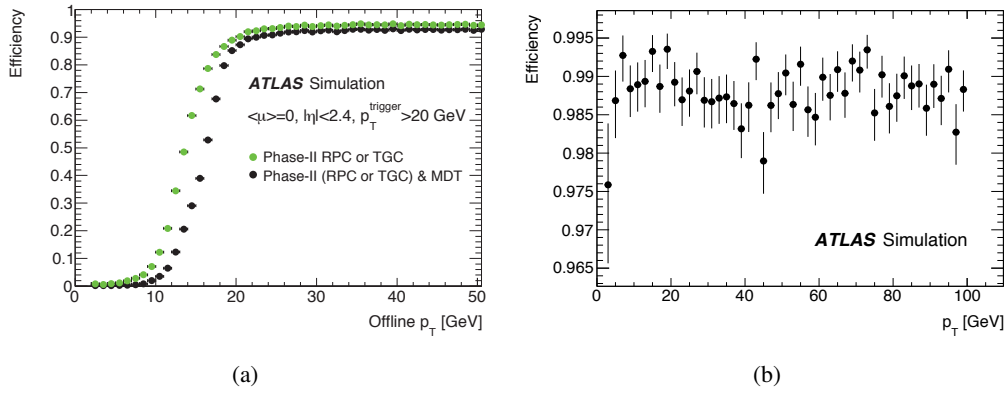 Efficiency
1
0.9
0.8
0.7
0.6
0.5
0.4
0.3
0.2
0.1
0
ATLAS Simulation
<μ>=0, |η|<2.4, p_T^trigger >20 GeV
Phase-II RPC or TGC
Phase-II (RPC or TGC) & MDT
0 10 20 30 40 50
Offline p_T [GeV]
(a)
Efficiency
0.995
0.99
0.985
0.98
0.975
0.97
0.965
ATLAS Simulation
0 20 40 60 80 100
p_T [GeV]
(b)